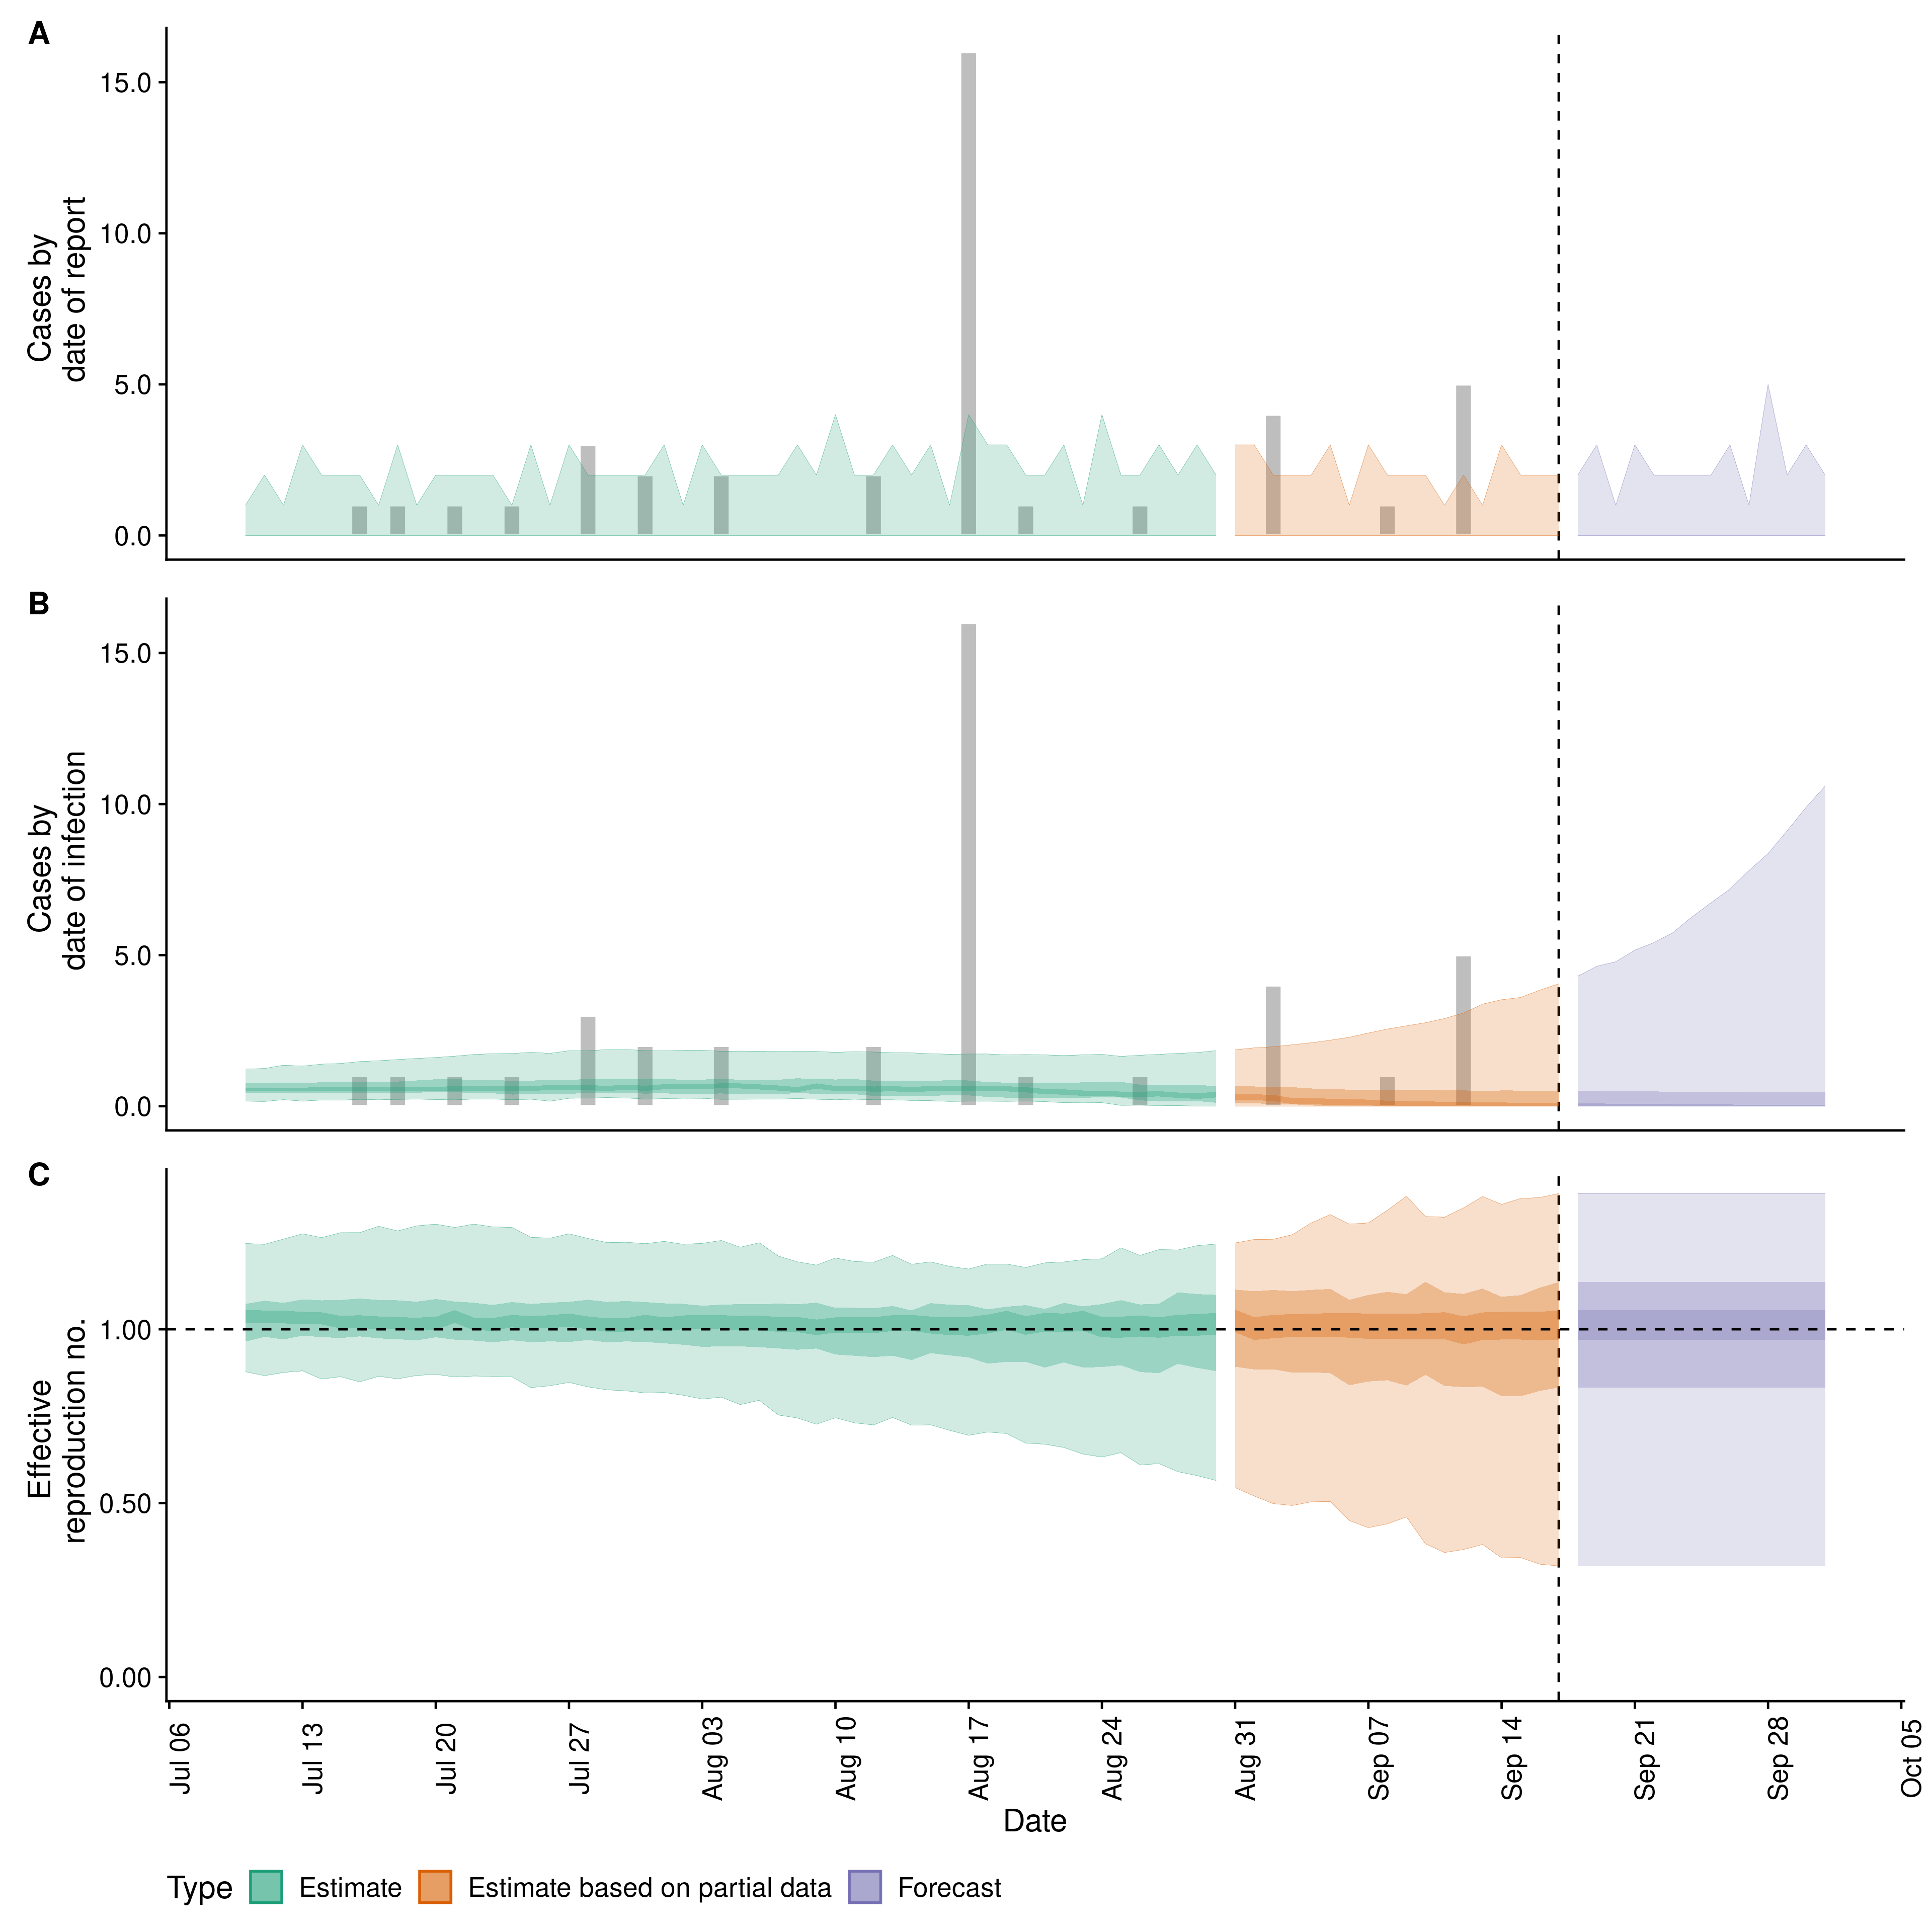 A
Cases by
date of report
15.0
10.0
5.0
0.0
B
Cases by
date of infection
15.0
10.0
5.0
0.0
C
Effective
reproduction no.
1.00
0.50
0.00
Jul 06
Jul 13
Jul 20
Jul 27
Aug 03
Aug 10
Aug 17
Aug 24
Aug 31
Sep 07
Sep 14
Sep 21
Sep 28
Oct 05
Date
Type Estimate Estimate based on partial data Forecast